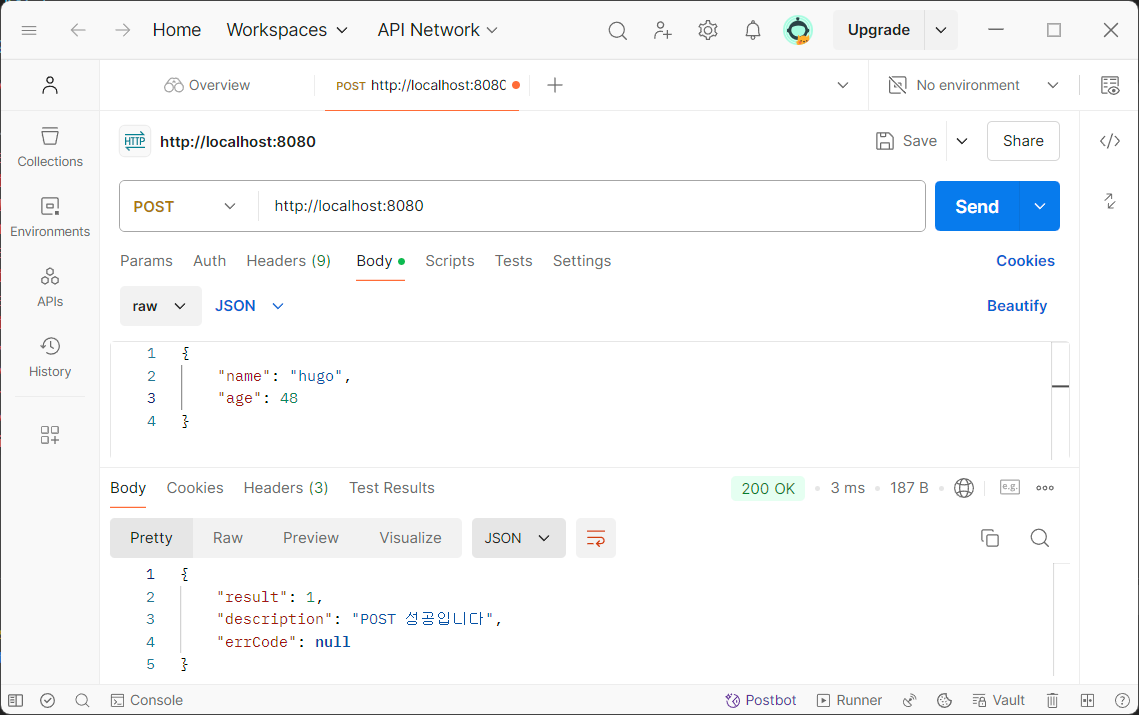 Home Workspaces API Network Upgrade
Overview POST http://localhost:8080 No environment
HTTP http://localhost:8080 Save Share
POST http://localhost:8080 Send
Collections
Environments
APIs
History
Params Auth Headers (9) Body Scripts Tests Settings Cookies
raw JSON Beautify
1 {
2 "name": "hugo",
3 "age": 48
4 }
Body Cookies Headers (3) Test Results 200 OK 3 ms 187 B e.g.
Pretty Raw Preview Visualize JSON
1 {
2 "result": 1,
3 "description": "POST 성공입니다",
4 "errCode": null
5 }
Console Postbot Runner Vault